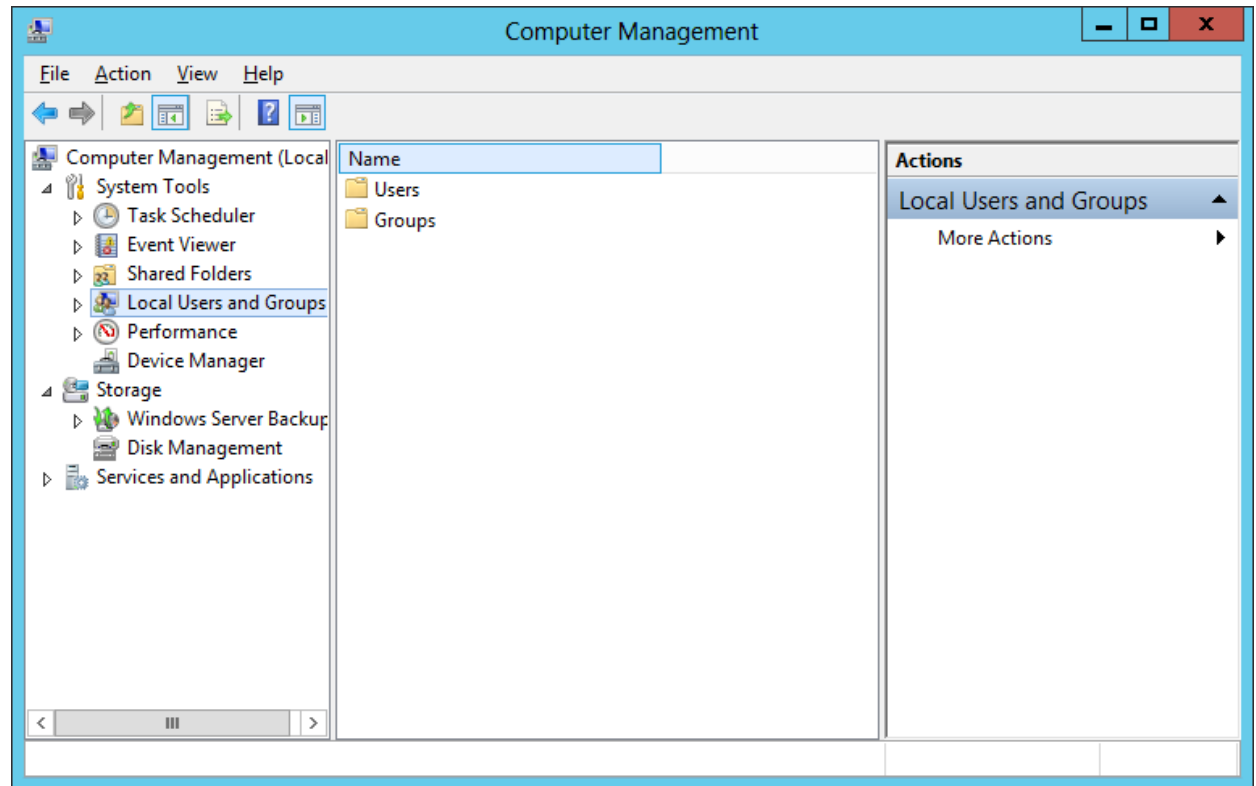 Computer Management
File Action View Help
Computer Management (Local
System Tools
Task Scheduler
Event Viewer
Shared Folders
Local Users and Groups
Performance
Device Manager
Storage
Windows Server Backup
Disk Management
Services and Applications
Name
Users
Groups
Actions
Local Users and Groups
More Actions